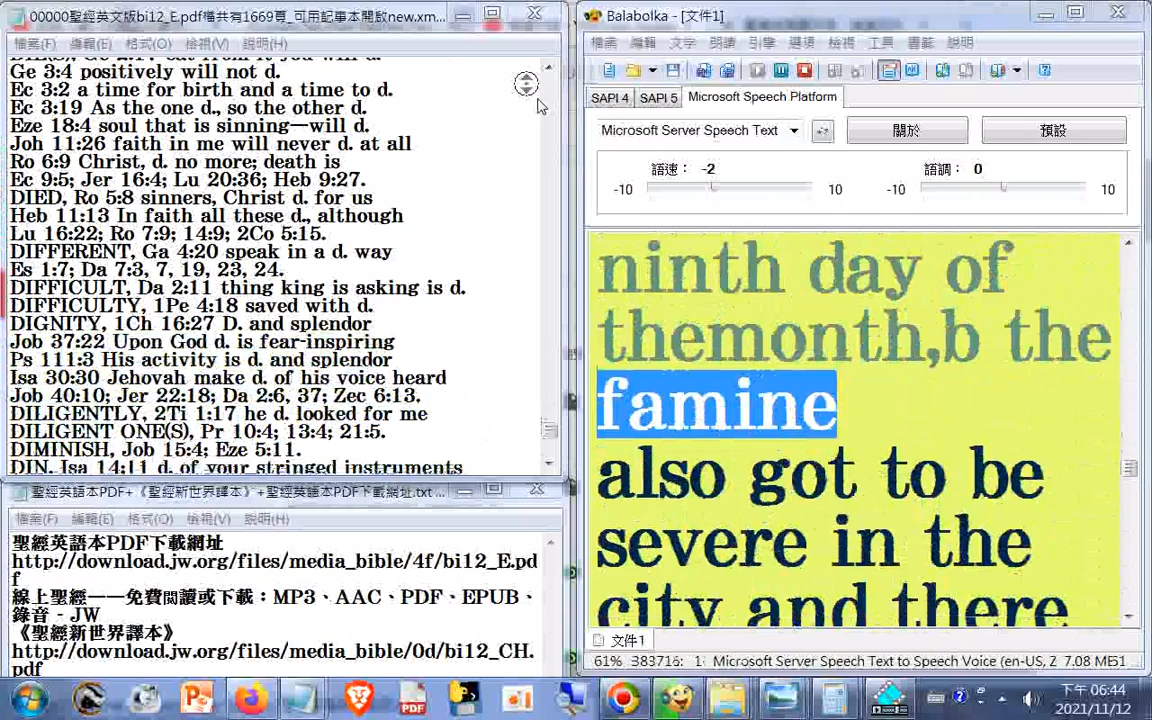 00000聖經英文版bi12_E.pdf檔共有1669頁_可用記事本開啟new.xm...
檔案(F) 編輯(E) 格式(O) 檢視(V) 說明(H)
Ge 3:4 positively will not d.
Ec 3:2 a time for birth and a time to d.
Ec 3:19 As the one d., so the other d.
Eze 18:4 soul that is sinning—will d.
Joh 11:26 faith in me will never d. at all
Ro 6:9 Christ, d. no more; death is
Ec 9:5; Jer 16:4; Lu 20:36; Heb 9:27.
DIED, Ro 5:8 sinners, Christ d. for us
Heb 11:13 In faith all these d., although
Lu 16:22; Ro 7:9; 14:9; 2Co 5:15.
DIFFERENT, Ga 4:20 speak in a d. way
Es 1:7; Da 7:3, 7, 19, 23, 24.
DIFFICULT, Da 2:11 thing king is asking is d.
DIFFICULTY, 1Pe 4:18 saved with d.
DIGNITY, 1Ch 16:27 D. and splendor
Job 37:22 Upon God d. is fear-inspiring
Ps 111:3 His activity is d. and splendor
Isa 30:30 Jehovah make d. of his voice heard
Job 40:10; Jer 22:18; Da 2:6, 37; Zec 6:13.
DILIGENTLY, 2Ti 1:17 he d. looked for me
DILIGENT ONE(S), Pr 10:4; 13:4; 21:5.
DIMINISH, Job 15:4; Eze 5:11.
DIN, Isa 14:11 d. of your stringed instruments
聖經英語本PDF+《聖經新世界譯本》+聖經英語本PDF下載網址.txt ...
檔案(F) 編輯(E) 格式(O) 檢視(V) 說明(H)
聖經英語本PDF下載網址
http://download.jw.org/files/media_bible/4f/bi12_E.pd
f
線上聖經——免費閱讀或下載：MP3、AAC、PDF、EPUB、
錄音 - JW
《聖經新世界譯本》
http://download.jw.org/files/media_bible/0d/bi12_CH.
pdf
Balabolka - [文件1]
檔案 編輯 文字 朗讀 引擎 選項 檢視 工具 書籤 說明
SAPI 4 SAPI 5 Microsoft Speech Platform
Microsoft Server Speech Text 關於 預設
語速： -2 語調： 0
-10 10 -10 10
ninth day of
themonth,b the
famine
also got to be
severe in the
city and there
文件1
61% 383716: 1 Microsoft Server Speech Text to Speech Voice (en-US, Z 7.08 ME51
下午 06:44
2021/11/12